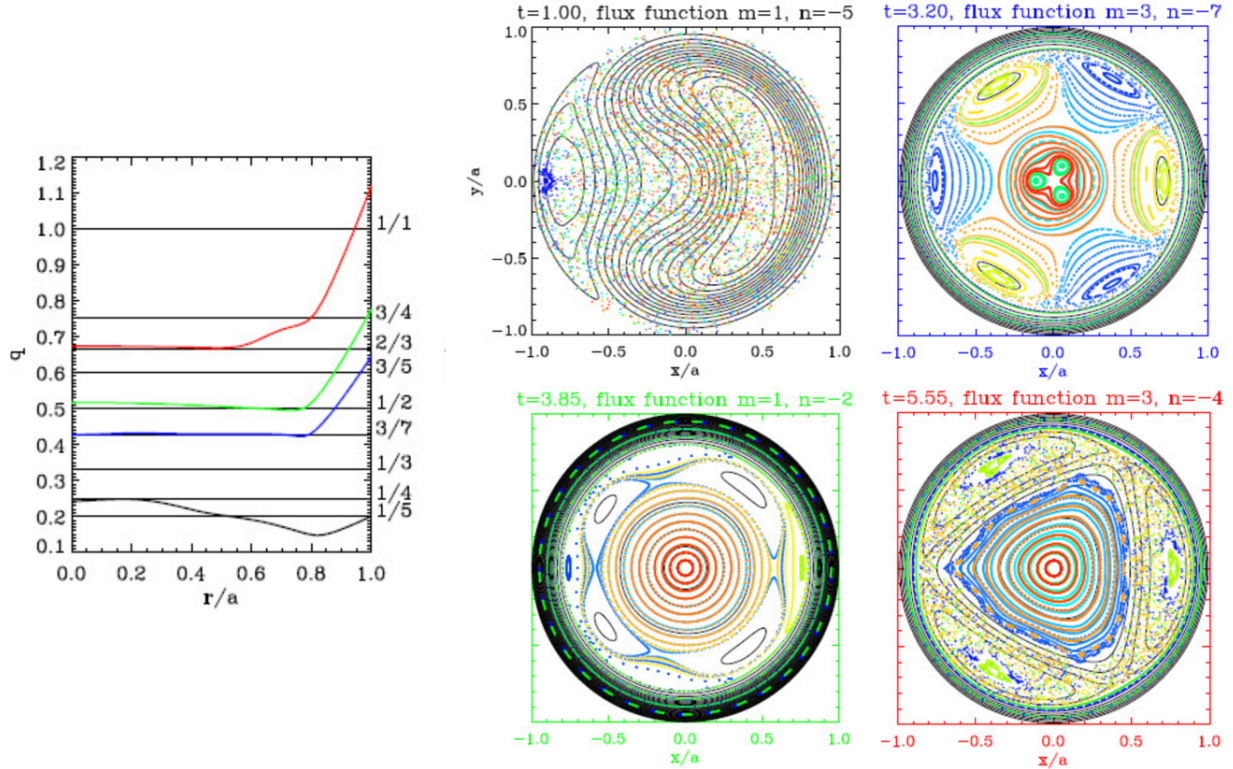 t=1.00, flux function m=1, n=−5
t=3.20, flux function m=3, n=−7
1.0
0.5
0.0
−0.5
−1.0
y/a
−1.0 −0.5 0.0 0.5 1.0
x/a
−1.0 −0.5 0.0 0.5 1.0
x/a
1.2
1.1
1.0
0.9
0.8
0.7
0.6
0.5
0.4
0.3
0.2
0.1
q
1/1
3/4
2/3
3/5
1/2
3/7
1/3
1/4
1/5
0.0 0.2 0.4 0.6 0.8 1.0
r/a
t=3.85, flux function m=1, n=−2
t=5.55, flux function m=3, n=−4
−1.0 −0.5 0.0 0.5 1.0
x/a
−1.0 −0.5 0.0 0.5 1.0
x/a